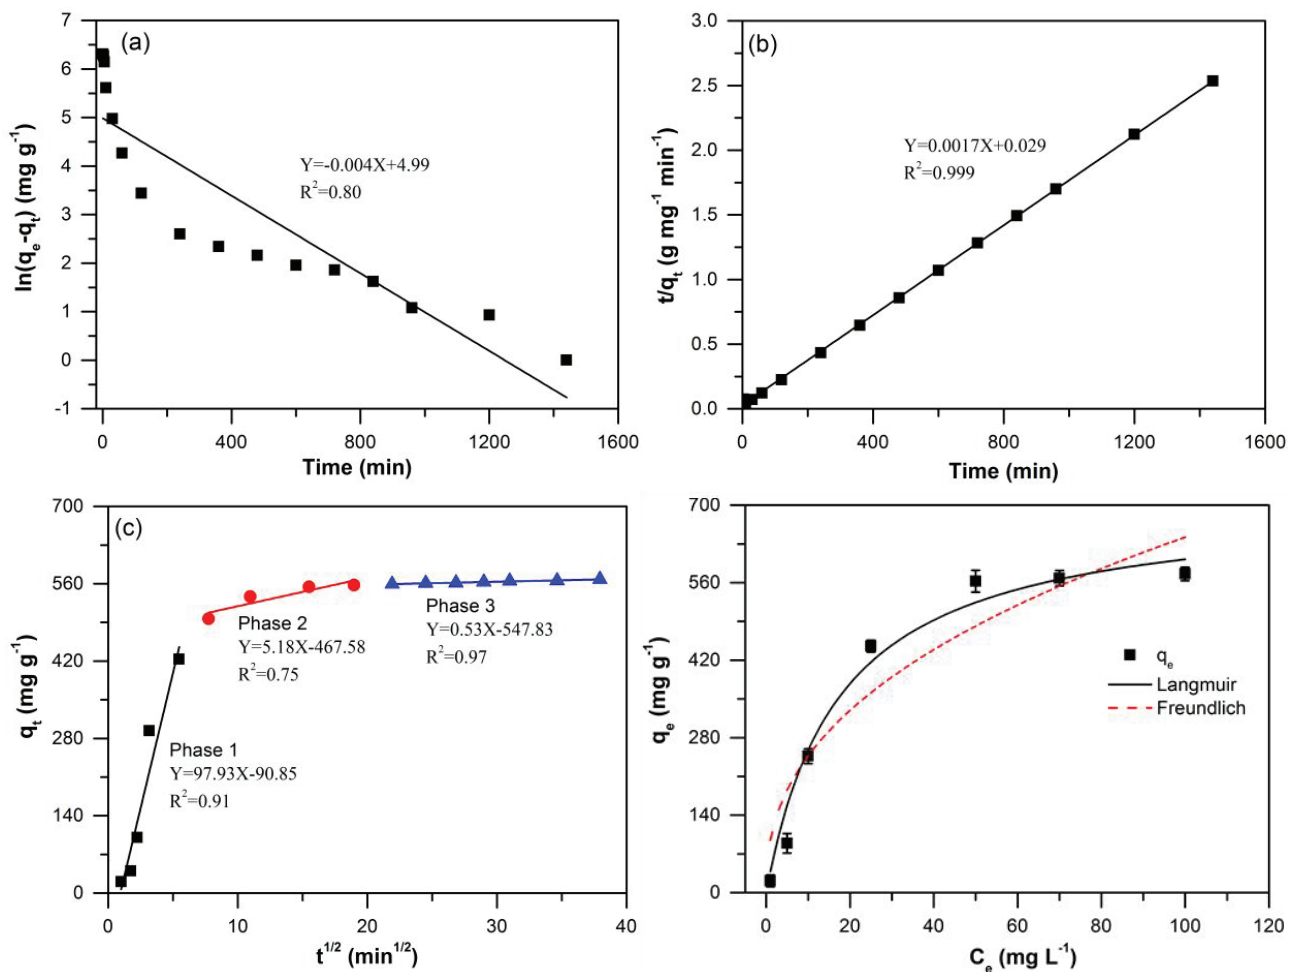 (a)
7
6
5
4
3
2
1
0
-1
ln(qₑ-qₜ) (mg g⁻¹)
Y=-0.004X+4.99
R²=0.80
0 400 800 1200 1600
Time (min)
(b)
3.0
2.5
2.0
1.5
1.0
0.5
0.0
t/qₜ (g mg⁻¹ min⁻¹)
Y=0.0017X+0.029
R²=0.999
0 400 800 1200 1600
Time (min)
(c)
700
560
420
280
140
0
qₜ (mg g⁻¹)
Phase 1
Y=97.93X-90.85
R²=0.91
Phase 2
Y=5.18X-467.58
R²=0.75
Phase 3
Y=0.53X-547.83
R²=0.97
0 10 20 30 40
t¹ᐟ² (min¹ᐟ²)
700
560
420
280
140
0
qₑ (mg g⁻¹)
qₑ
Langmuir
Freundlich
0 20 40 60 80 100 120
Cₑ (mg L⁻¹)